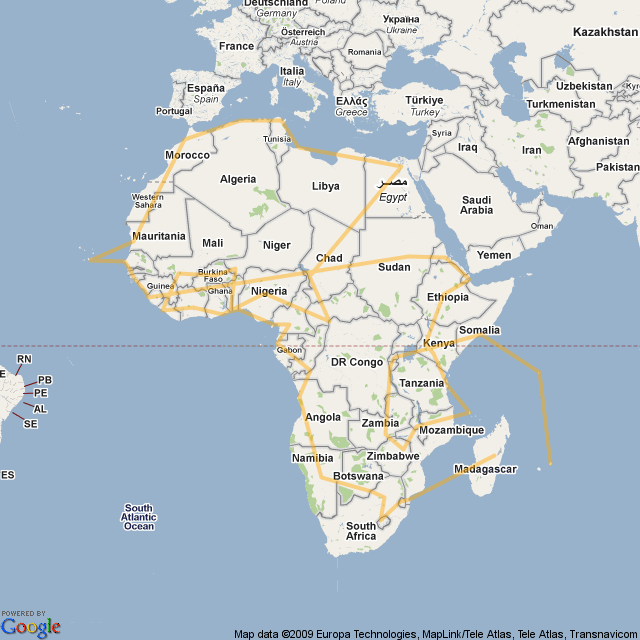 Deutschland
Germany
Україна
Ukraine
Kazakhstan
Österreich
Austria
France
Romania
Italia
Italy
Uzbekistan
España
Spain
Portugal
Ελλάς
Greece
Türkiye
Turkey
Turkmenistan
Tunisia
Syria
Iraq
Iran
Afghanistan
Pakistan
Morocco
Algeria
Libya
مصر
Egypt
Western
Sahara
Saudi
Arabia
Oman
Mauritania
Mali
Niger
Chad
Sudan
Yemen
Burkina
Faso
Guinea
Ghana
Nigeria
Ethiopia
Somalia
Kenya
Gabon
DR Congo
Tanzania
RN
PB
PE
AL
SE
ES
Angola
Zambia
Mozambique
Namibia
Zimbabwe
Botswana
Madagascar
South
Atlantic
Ocean
South
Africa
POWERED BY
Google
Map data ©2009 Europa Technologies, MapLink/Tele Atlas, Tele Atlas, Transnavicom